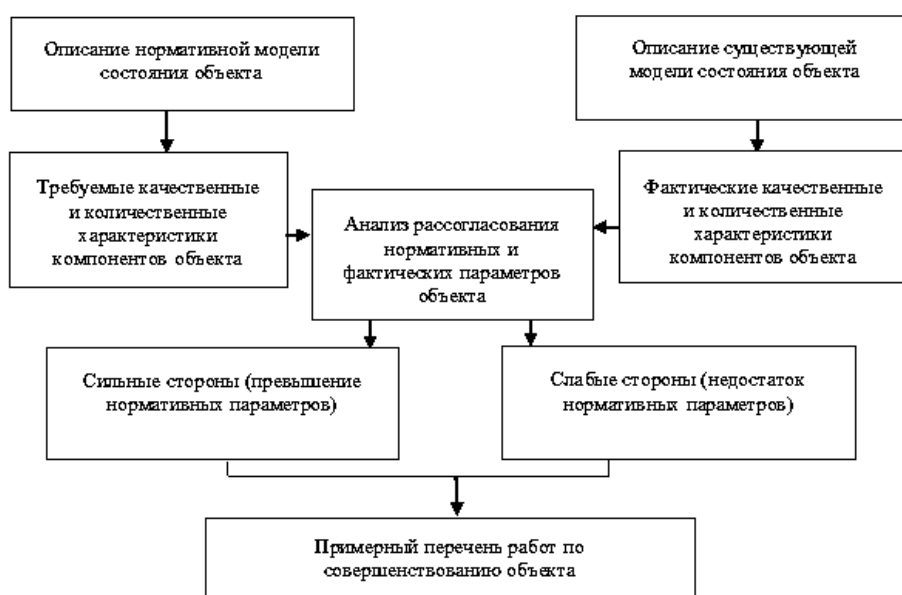 Описание нормативной модели
состояния объекта
Описание существующей
модели состояния объекта
Требуемые качественные
и количественные
характеристики
компонентов объекта
Анализ рассогласования
нормативных и
фактических параметров
объекта
Фактические качественные
и количественные
характеристики
компонентов объекта
Сильные стороны (превышение
нормативных параметров)
Слабые стороны (недостаток
нормативных параметров)
Примерный перечень работ по
совершенствованию объекта